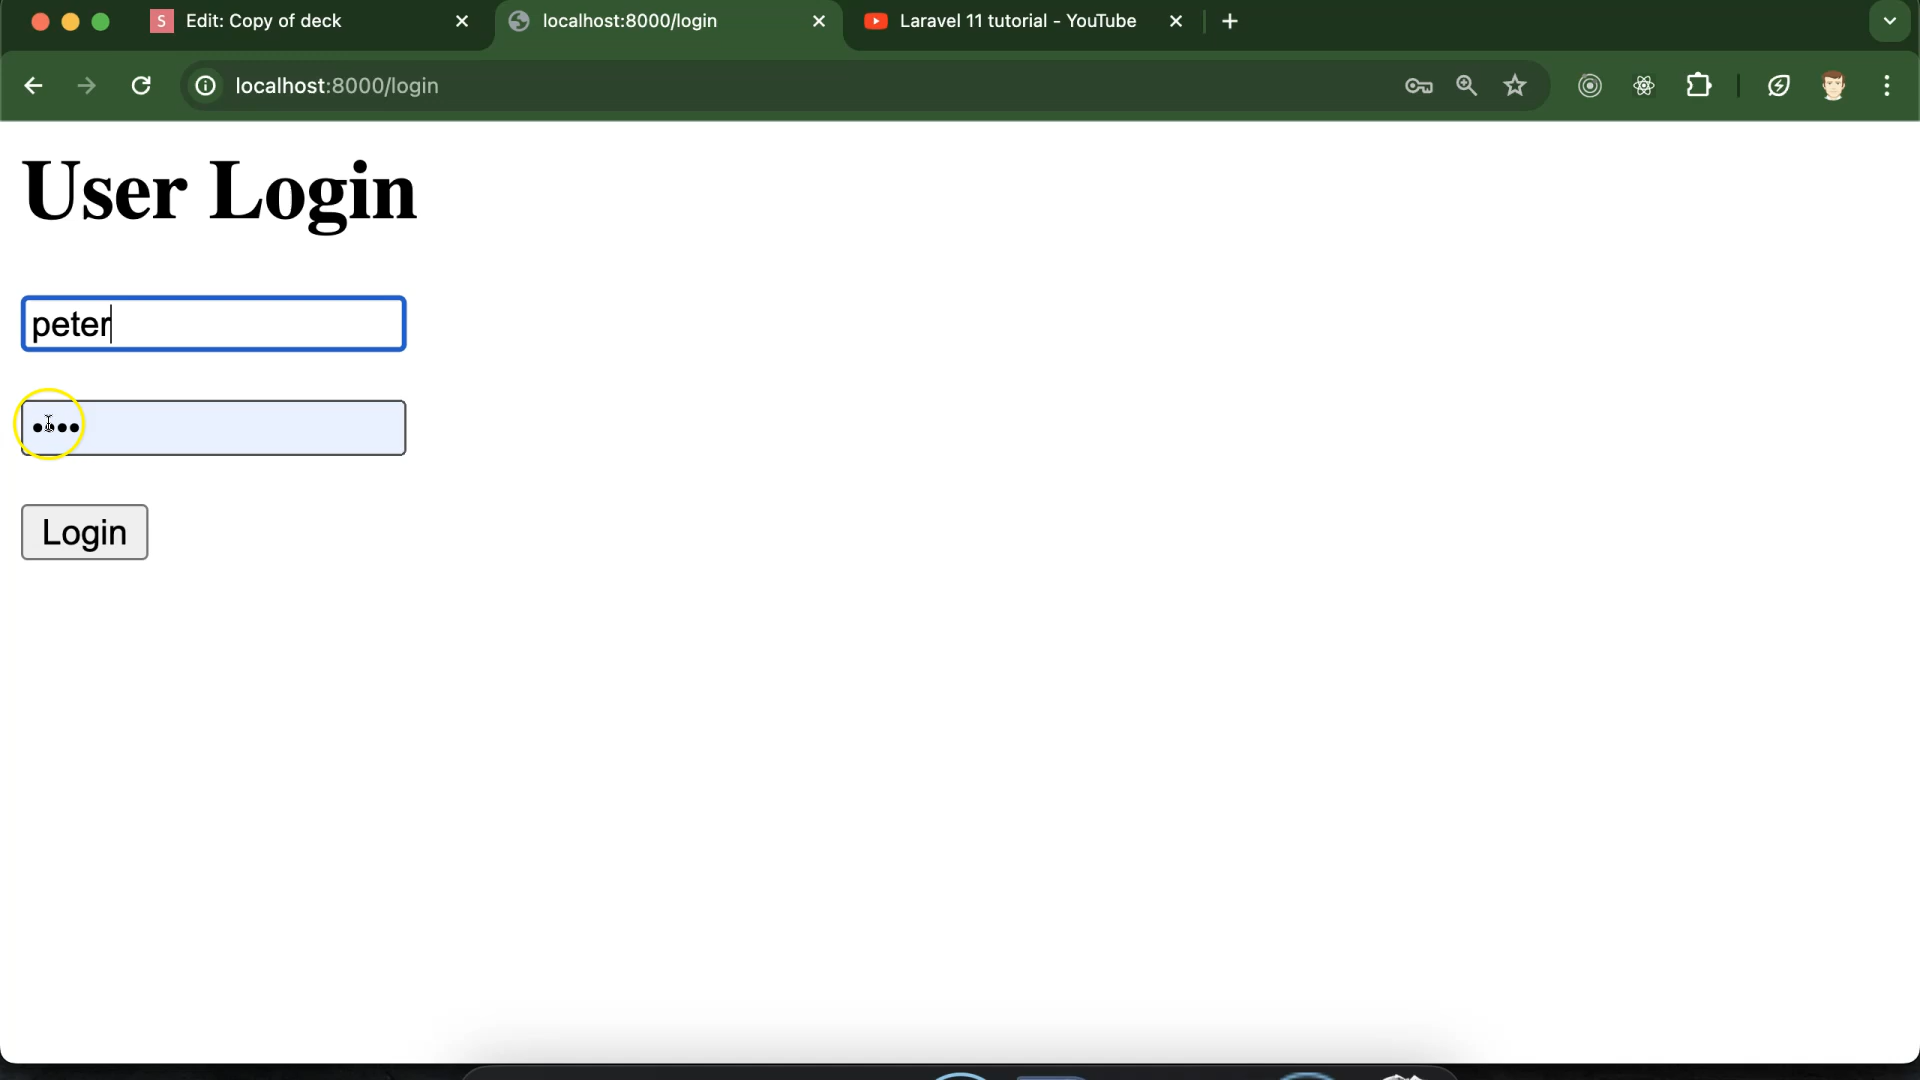 S Edit: Copy of deck
localhost:8000/login
Laravel 11 tutorial - YouTube
localhost:8000/login
User Login
peter
Login